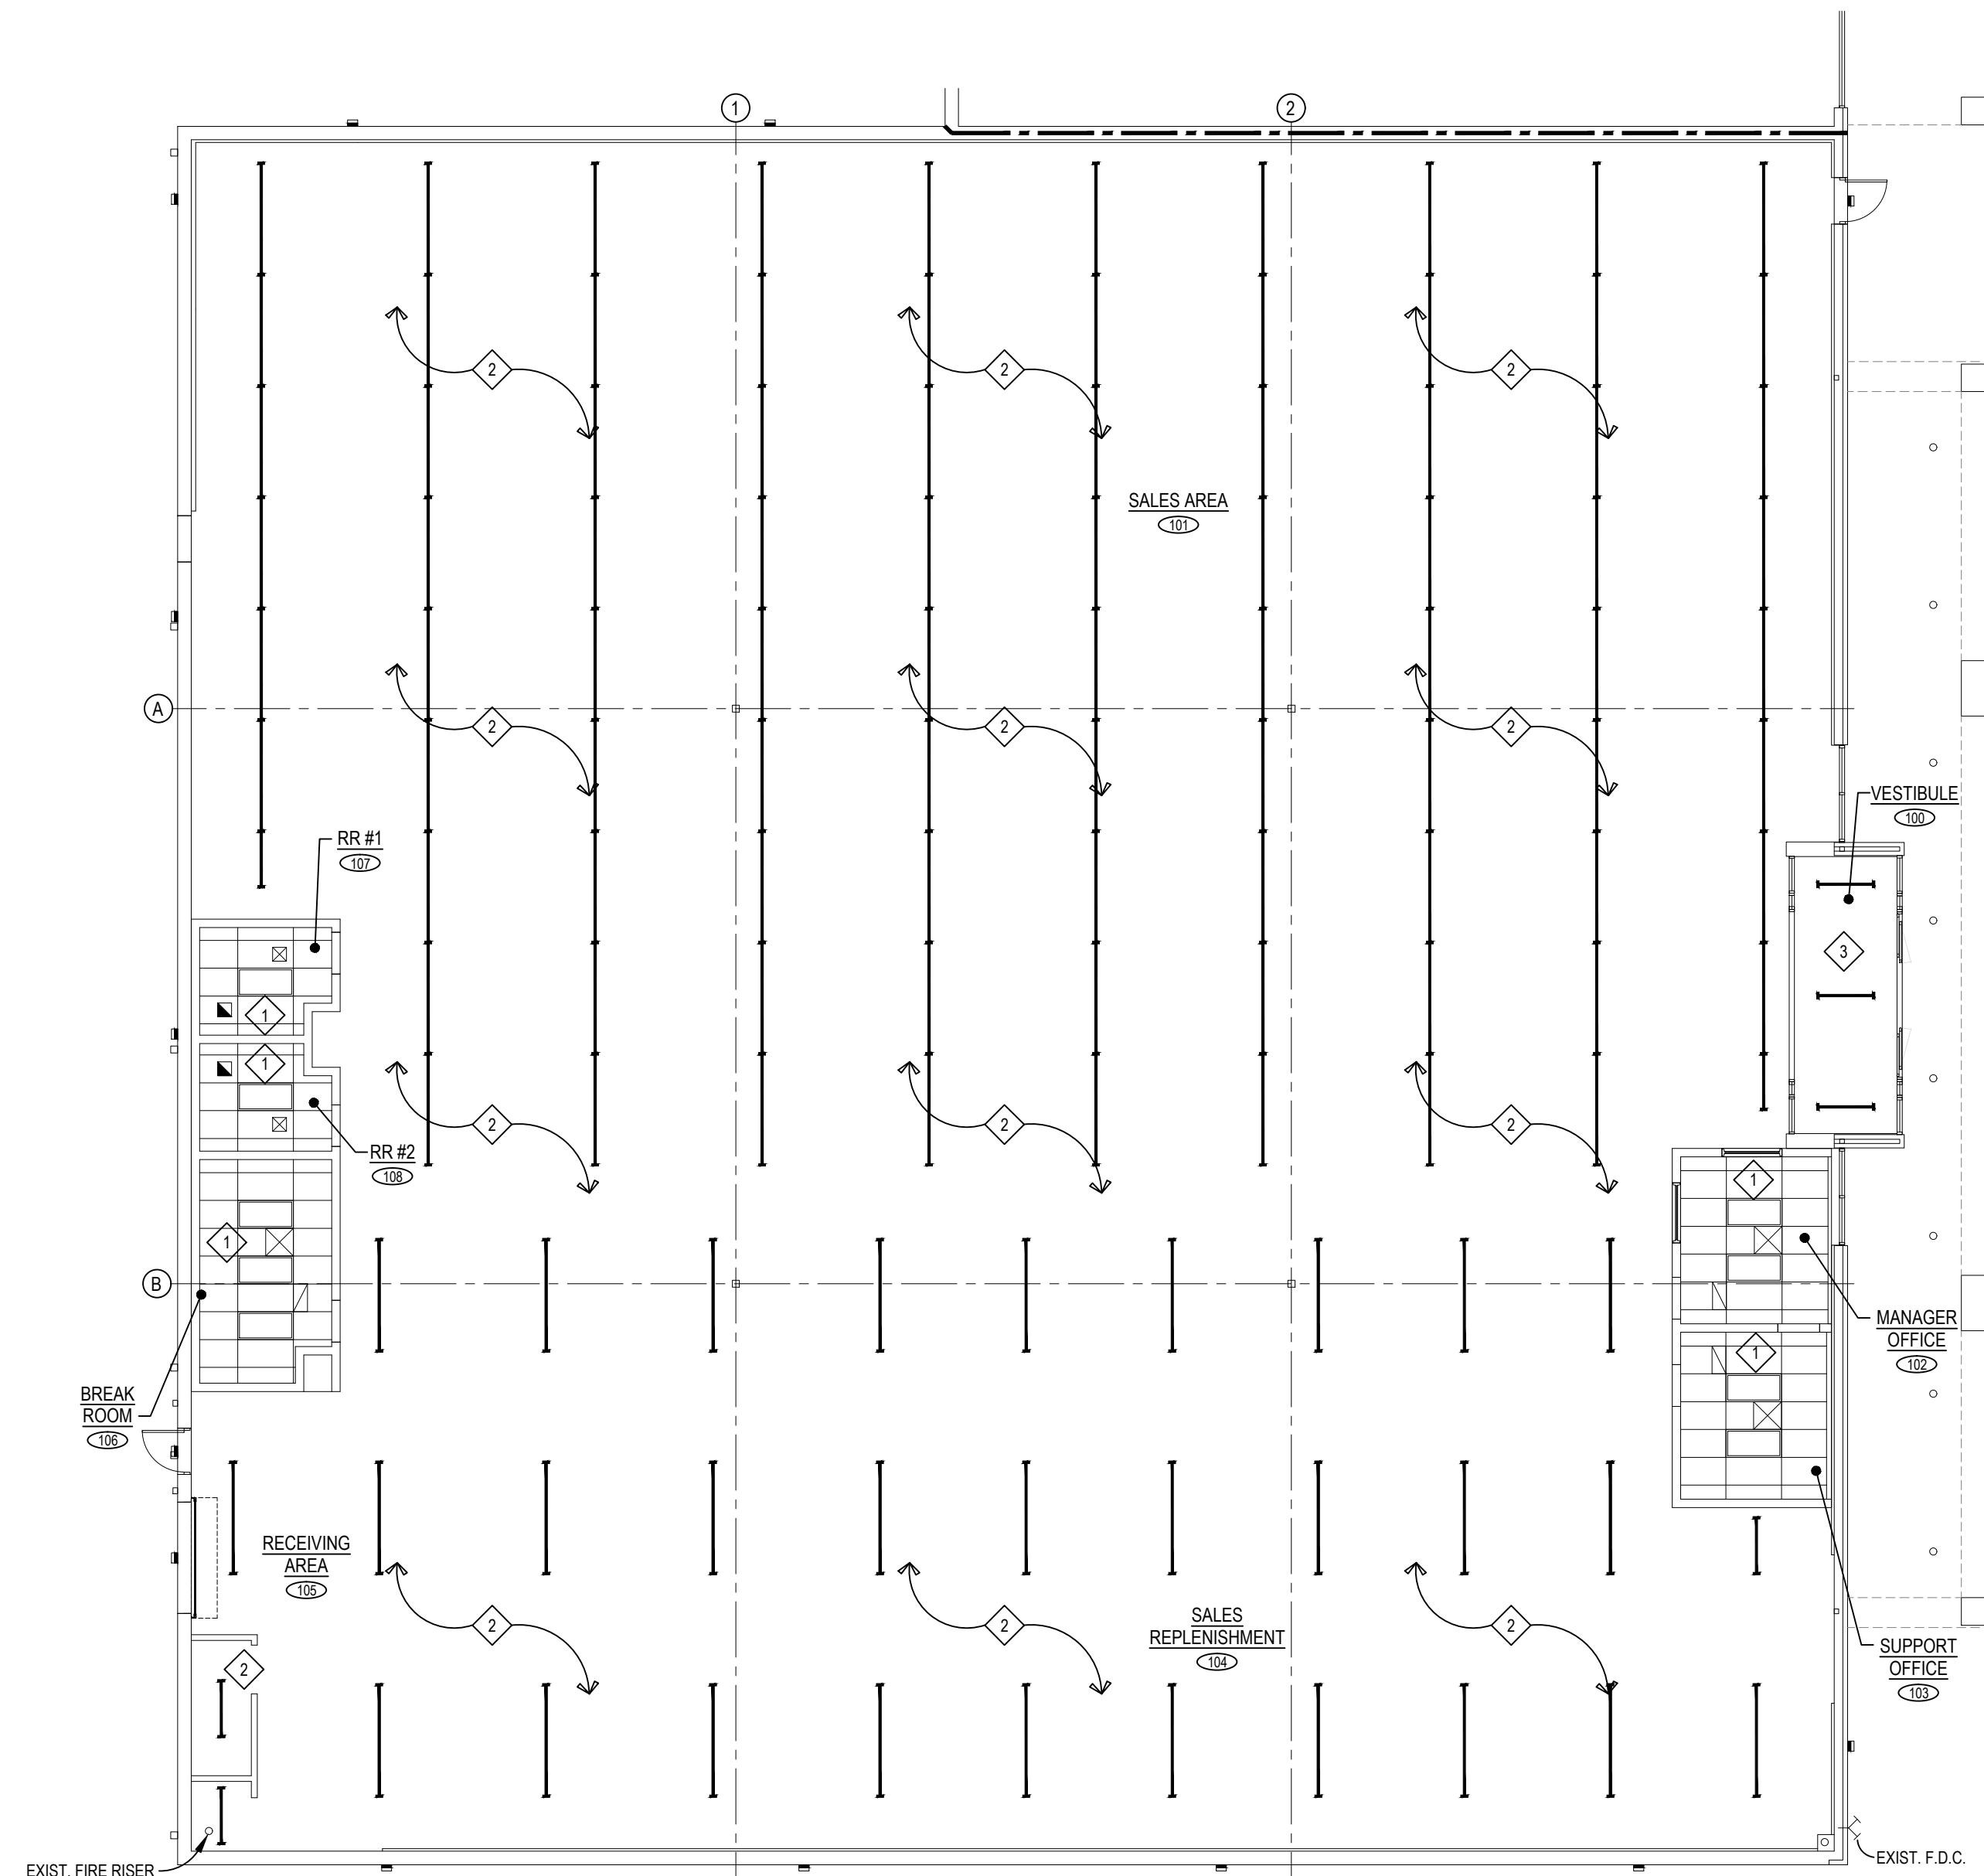 1
2
2
2
2
SALES AREA
101
A
2
2
2
VESTIBULE
100
RR #1
107
3
1
1
2
2
2
RR #2
108
1
1
B
MANAGER
OFFICE
102
1
BREAK
ROOM
106
RECEIVING
AREA
105
2
2
2
SALES
REPLENISHMENT
104
2
SUPPORT
OFFICE
103
EXIST. FIRE RISER
EXIST. F.D.C.